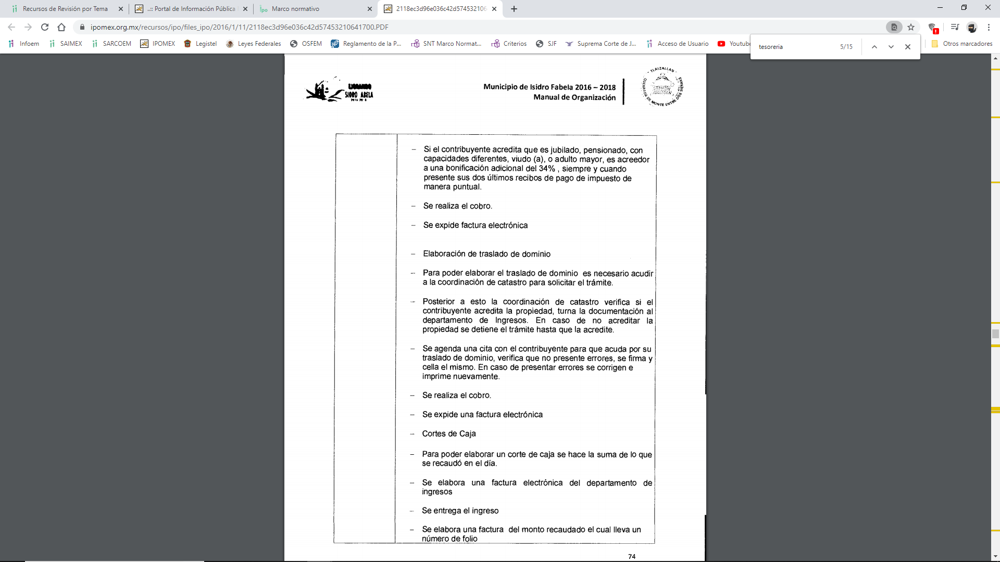 Recursos de Revisión por Tema
..:: Portal de Información Pública
Marco normativo
2118ec3d96e036c42d574532106
ipomex.org.mx/recursos/ipo/files_ipo/2016/1/11/2118ec3d96e036c42d57453210641700.PDF
Infoem
SAIMEX
SARCOEM
IPOMEX
Legistel
Leyes Federales
OSFEM
Reglamento de la P...
SNT Marco Normat...
Criterios
SJF
Suprema Corte de J...
Acceso de Usuario
Youtube
Otros marcadores
tesoreria 5/15
Municipio de Isidro Fabela 2016 – 2018
Manual de Organización
TLAIZALLAN
QUEBRADA DE MONTE ENTRE DOS SIERRAS
– Si el contribuyente acredita que es jubilado, pensionado, con
capacidades diferentes, viudo (a), o adulto mayor, es acreedor
a una bonificación adicional del 34% , siempre y cuando
presente sus dos últimos recibos de pago de impuesto de
manera puntual.
– Se realiza el cobro.
– Se expide factura electrónica
– Elaboración de traslado de dominio
– Para poder elaborar el traslado de dominio es necesario acudir
a la coordinación de catastro para solicitar el trámite.
– Posterior a esto la coordinación de catastro verifica si el
contribuyente acredita la propiedad, turna la documentación al
departamento de Ingresos. En caso de no acreditar la
propiedad se detiene el trámite hasta que la acredite.
– Se agenda una cita con el contribuyente para que acuda por su
traslado de dominio, verifica que no presente errores, se firma y
cella el mismo. En caso de presentar errores se corrigen e
imprime nuevamente.
– Se realiza el cobro.
– Se expide una factura electrónica
– Cortes de Caja
– Para poder elaborar un corte de caja se hace la suma de lo que
se recaudó en el día.
– Se elabora una factura electrónica del departamento de
ingresos
– Se entrega el ingreso
– Se elabora una factura del monto recaudado el cual lleva un
número de folio
74